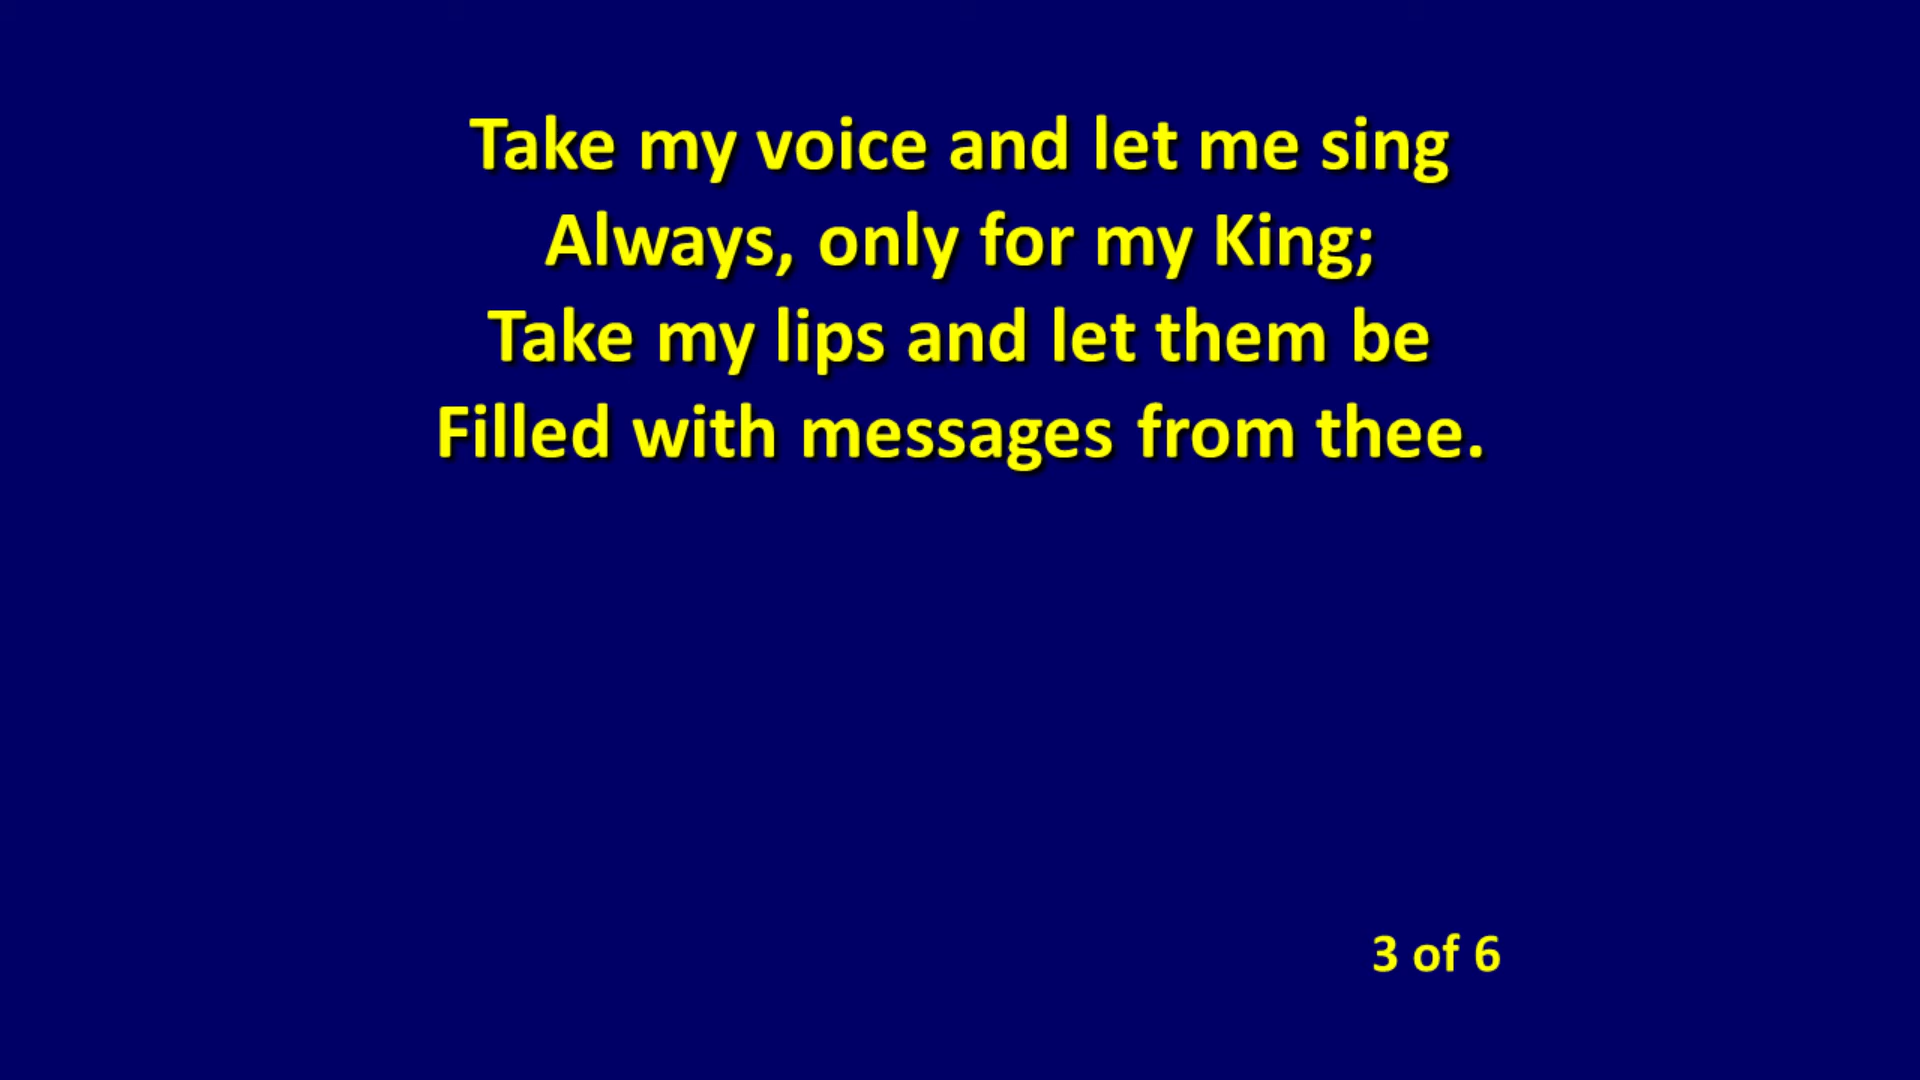 Take my voice and let me sing
Always, only for my King;
Take my lips and let them be
Filled with messages from thee.
3 of 6